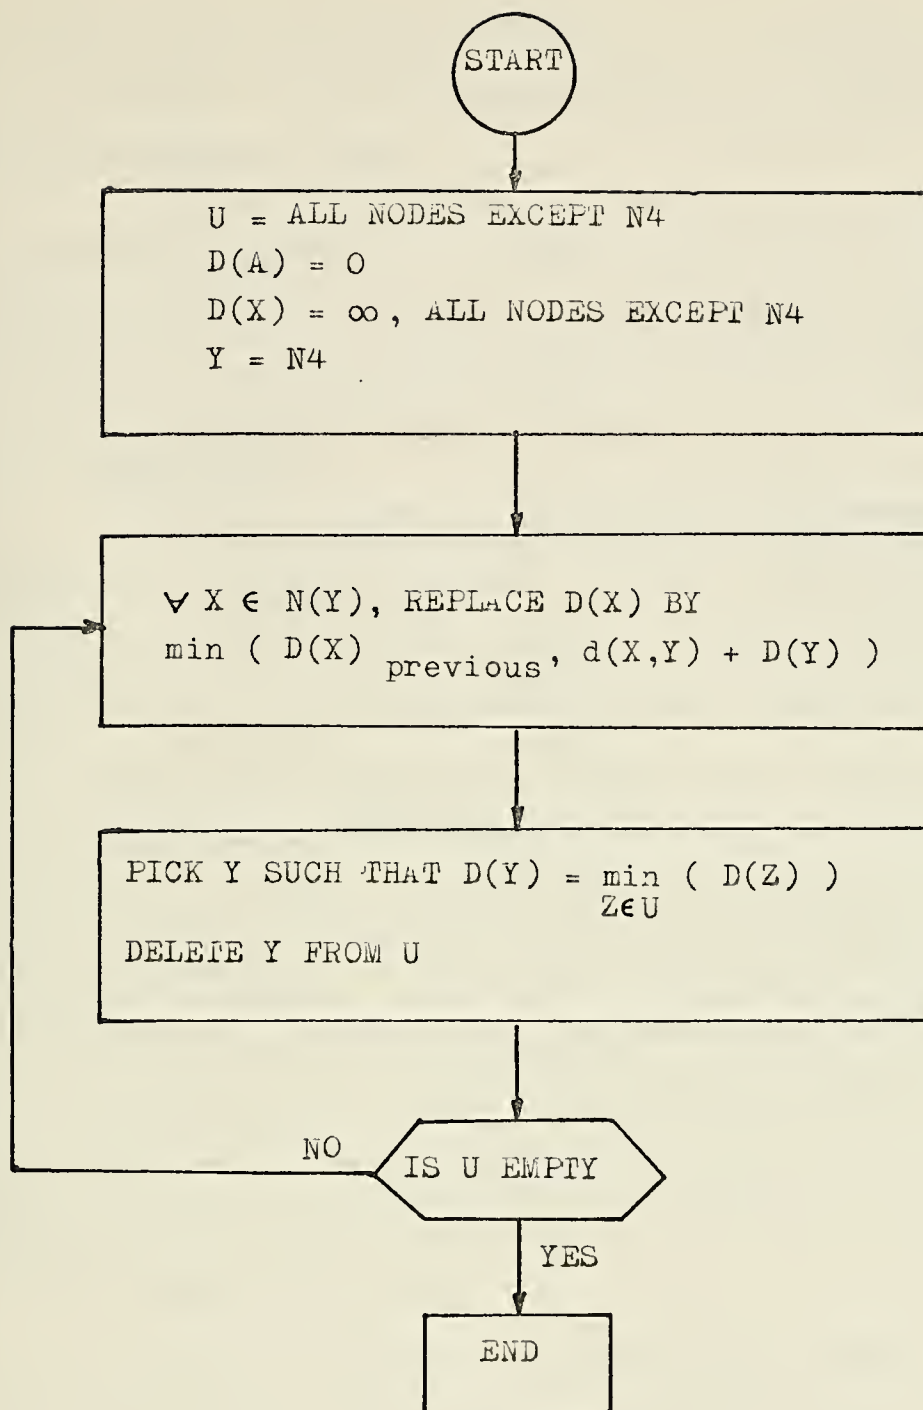 START
U = ALL NODES EXCEPT N4
D(A) = 0
D(X) = ∞, ALL NODES EXCEPT N4
Y = N4
∀ X ∈ N(Y), REPLACE D(X) BY
min ( D(X) previous, d(X,Y) + D(Y) )
PICK Y SUCH THAT D(Y) = min ( D(Z) )
Z∈U
DELETE Y FROM U
NO
IS U EMPTY
YES
END